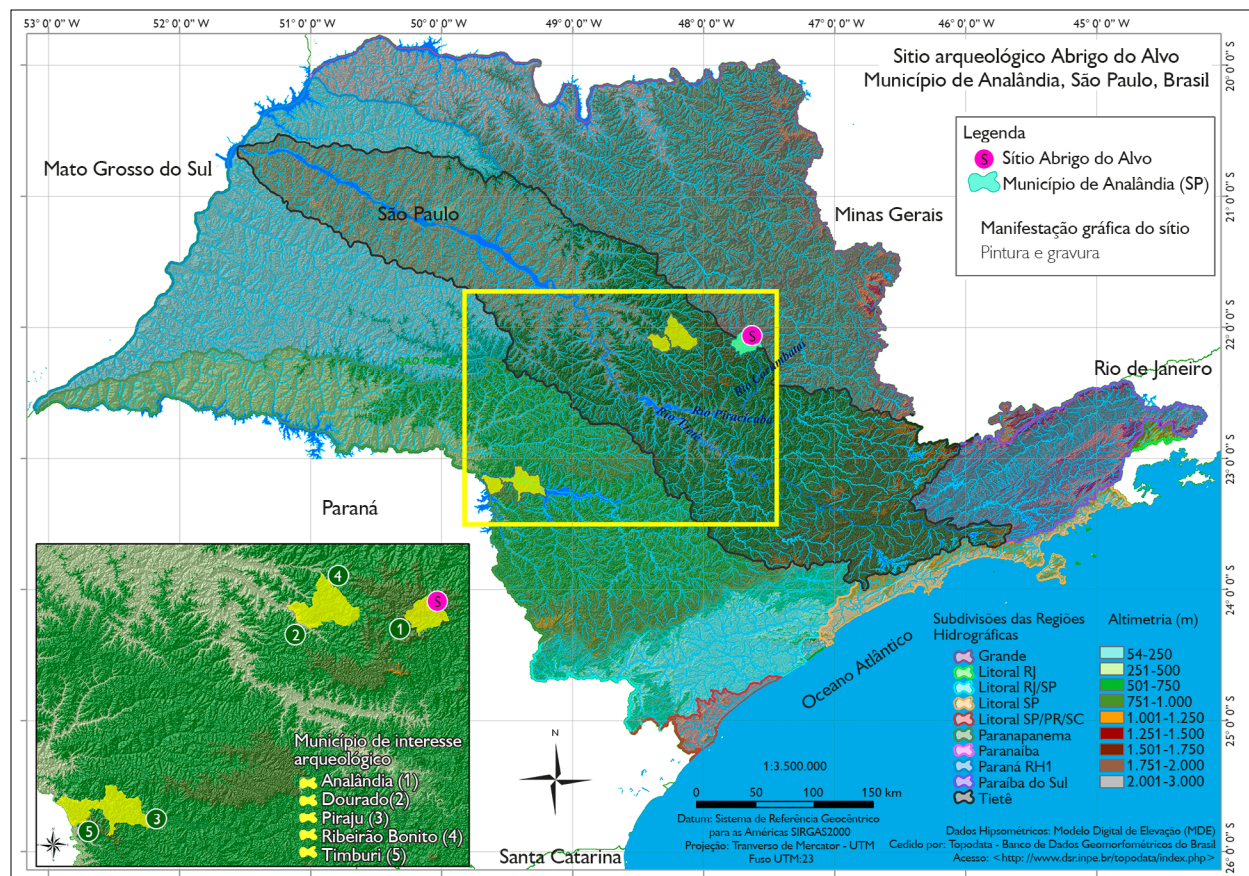 53° 0' 0" W
52° 0' 0" W
51° 0' 0" W
50° 0' 0" W
49° 0' 0" W
48° 0' 0" W
47° 0' 0" W
46° 0' 0" W
45° 0' 0" W
Sitio arqueológico Abrigo do Alvo
Município de Analândia, São Paulo, Brasil
Legenda
S Sítio Abrigo do Alvo
Município de Analândia (SP)
Manifestação gráfica do sítio
Pintura e gravura
20° 0' 0" S
21° 0' 0" S
22° 0' 0" S
23° 0' 0" S
24° 0' 0" S
25° 0' 0" S
26° 0' 0" S
Mato Grosso do Sul
São Paulo
Minas Gerais
S
SÃO PAULO
Rio de Janeiro
Rio Piracicaba
Rio Tietê
Paraná
Oceano Atlântico
Santa Catarina
4
S
2
1
3
5
Município de interesse
arqueológico
Analândia (1)
Dourado(2)
Piraju (3)
Ribeirão Bonito (4)
Timburi (5)
N
1:3.500.000
0 50 100 150 km
Datum: Sistema de Referência Geocêntrico
para as Américas SIRGAS2000
Projeção: Tranverso de Mercator - UTM
Fuso UTM:23
Subdivisões das Regiões
Hidrográficas
Grande
Litoral RJ
Litoral RJ/SP
Litoral SP
Litoral SP/PR/SC
Paranapanema
Paranaiba
Paraná RH1
Paraíba do Sul
Tietê
Altimetria (m)
54-250
251-500
501-750
751-1.000
1.001-1.250
1.251-1.500
1.501-1.750
1.751-2.000
2.001-3.000
Dados Hipsométricos: Modelo Digital de Elevação (MDE)
Cedido por: Topodata - Banco de Dados Geomorfométricos do Brasil
Acesso: <http: //www.dsr.inpe.br/topodata/index.php>